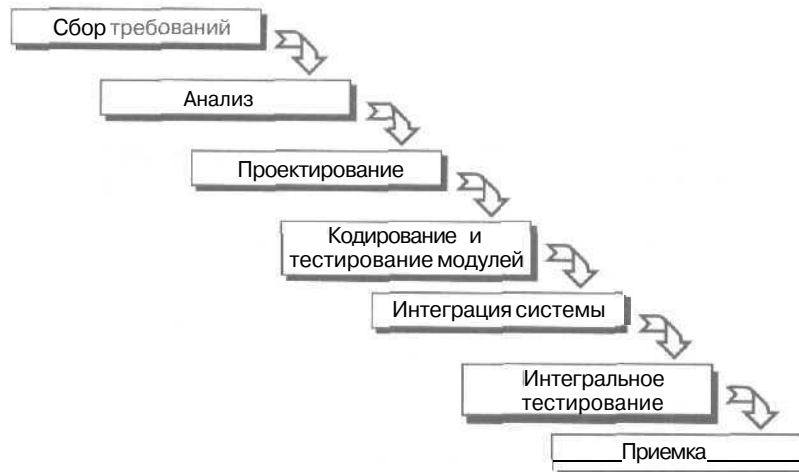 Сбор требований
Анализ
Проектирование
Кодирование и
тестирование модулей
Интеграция системы
Интегральное
тестирование
Приемка